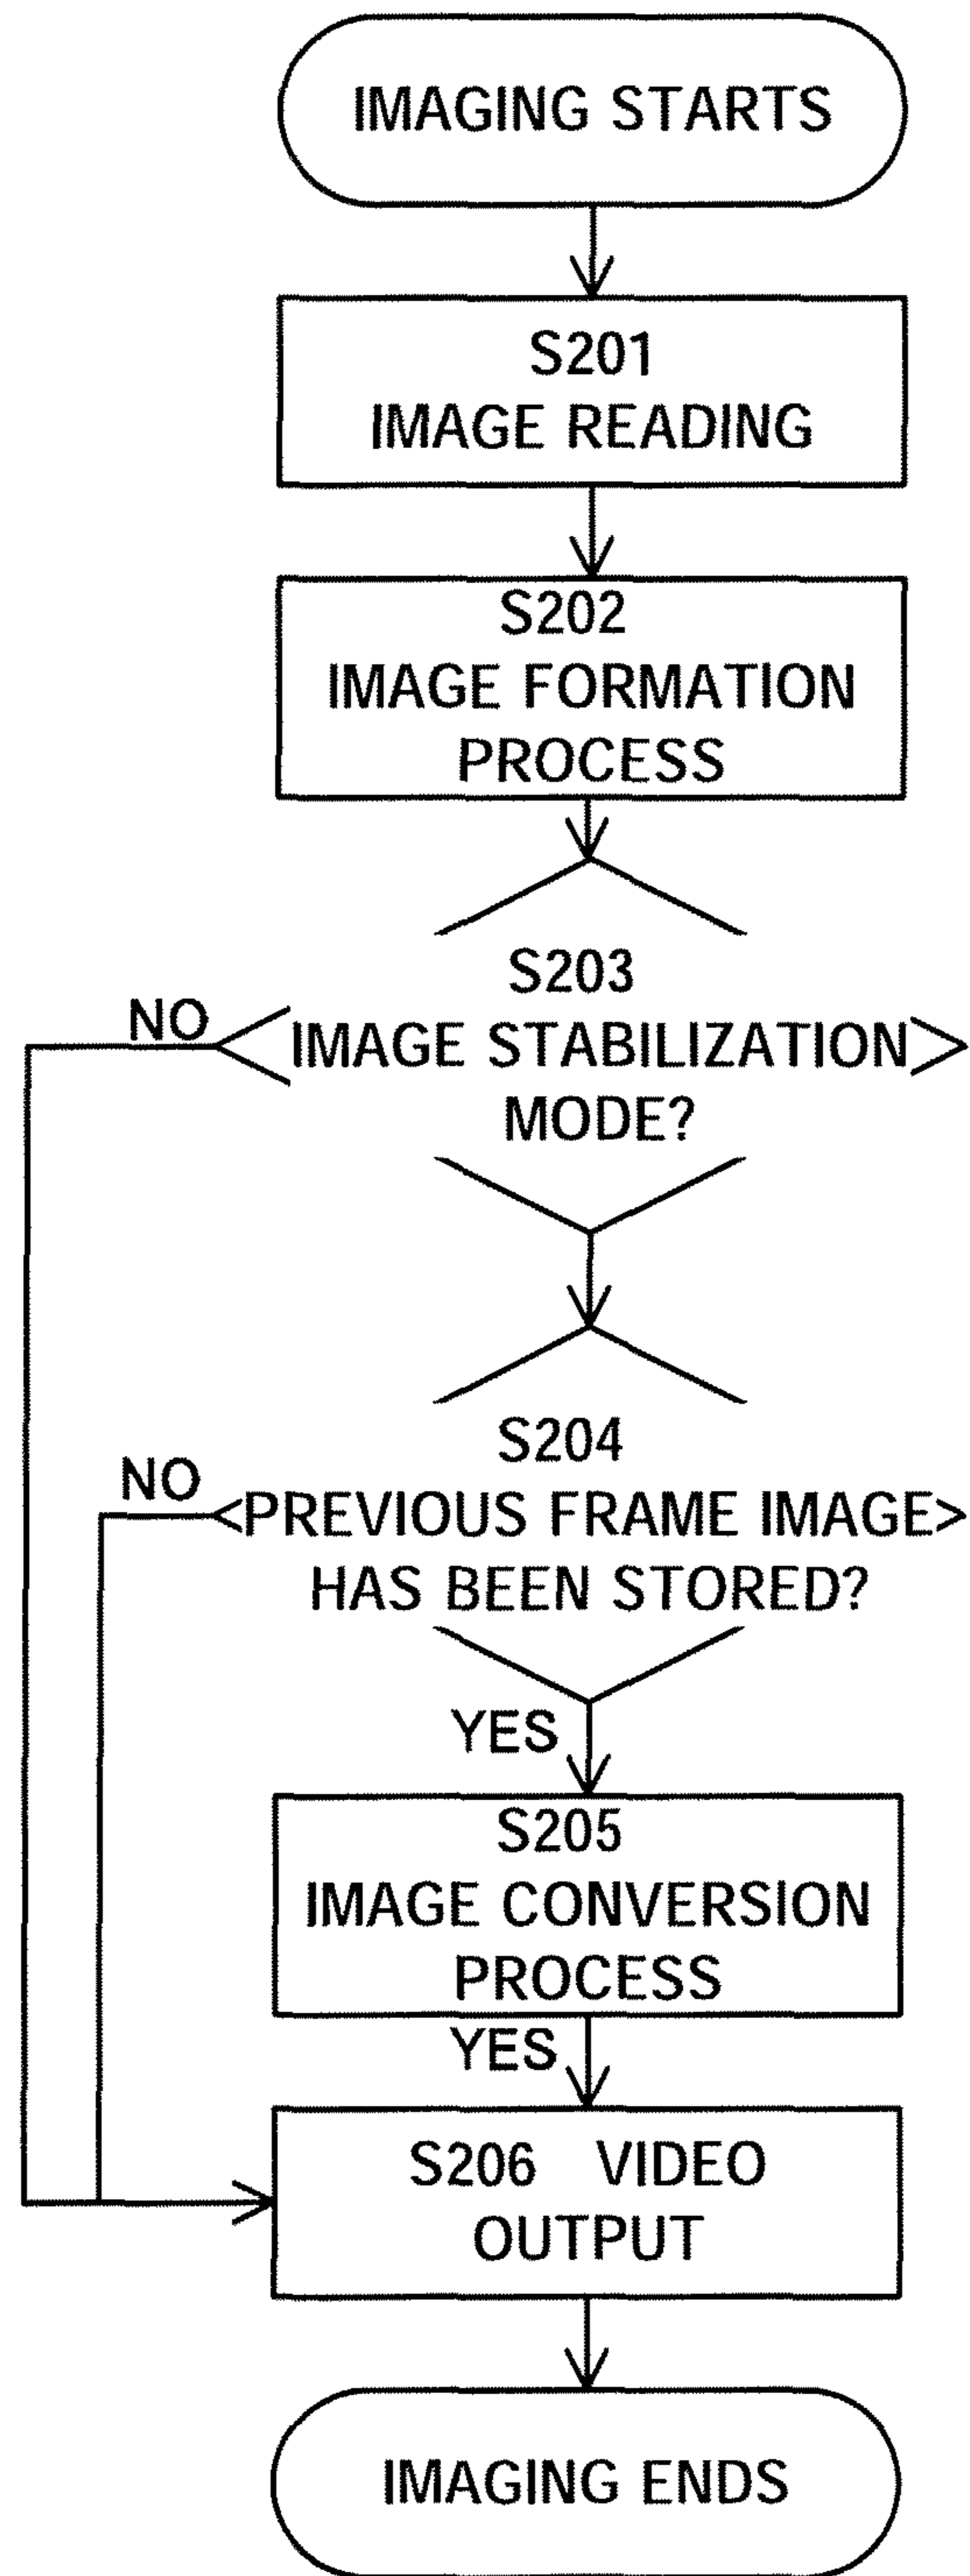 IMAGING STARTS
S201
IMAGE READING
S202
IMAGE FORMATION
PROCESS
S203
NO
IMAGE STABILIZATION
MODE?
S204
NO
PREVIOUS FRAME IMAGE
HAS BEEN STORED?
YES
S205
IMAGE CONVERSION
PROCESS
YES
S206 VIDEO
OUTPUT
IMAGING ENDS